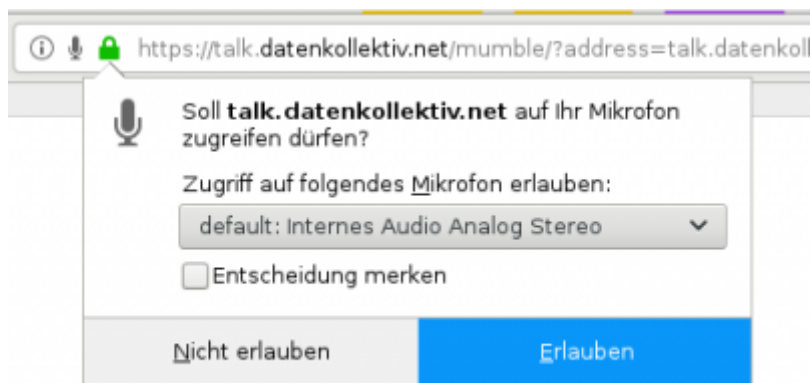 https://talk.datenkollektiv.net/mumble/?address=talk.datenkoll
Soll talk.datenkollektiv.net auf Ihr Mikrofon
zugreifen dürfen?
Zugriff auf folgendes Mikrofon erlauben:
default: Internes Audio Analog Stereo
Entscheidung merken
Nicht erlauben
Erlauben